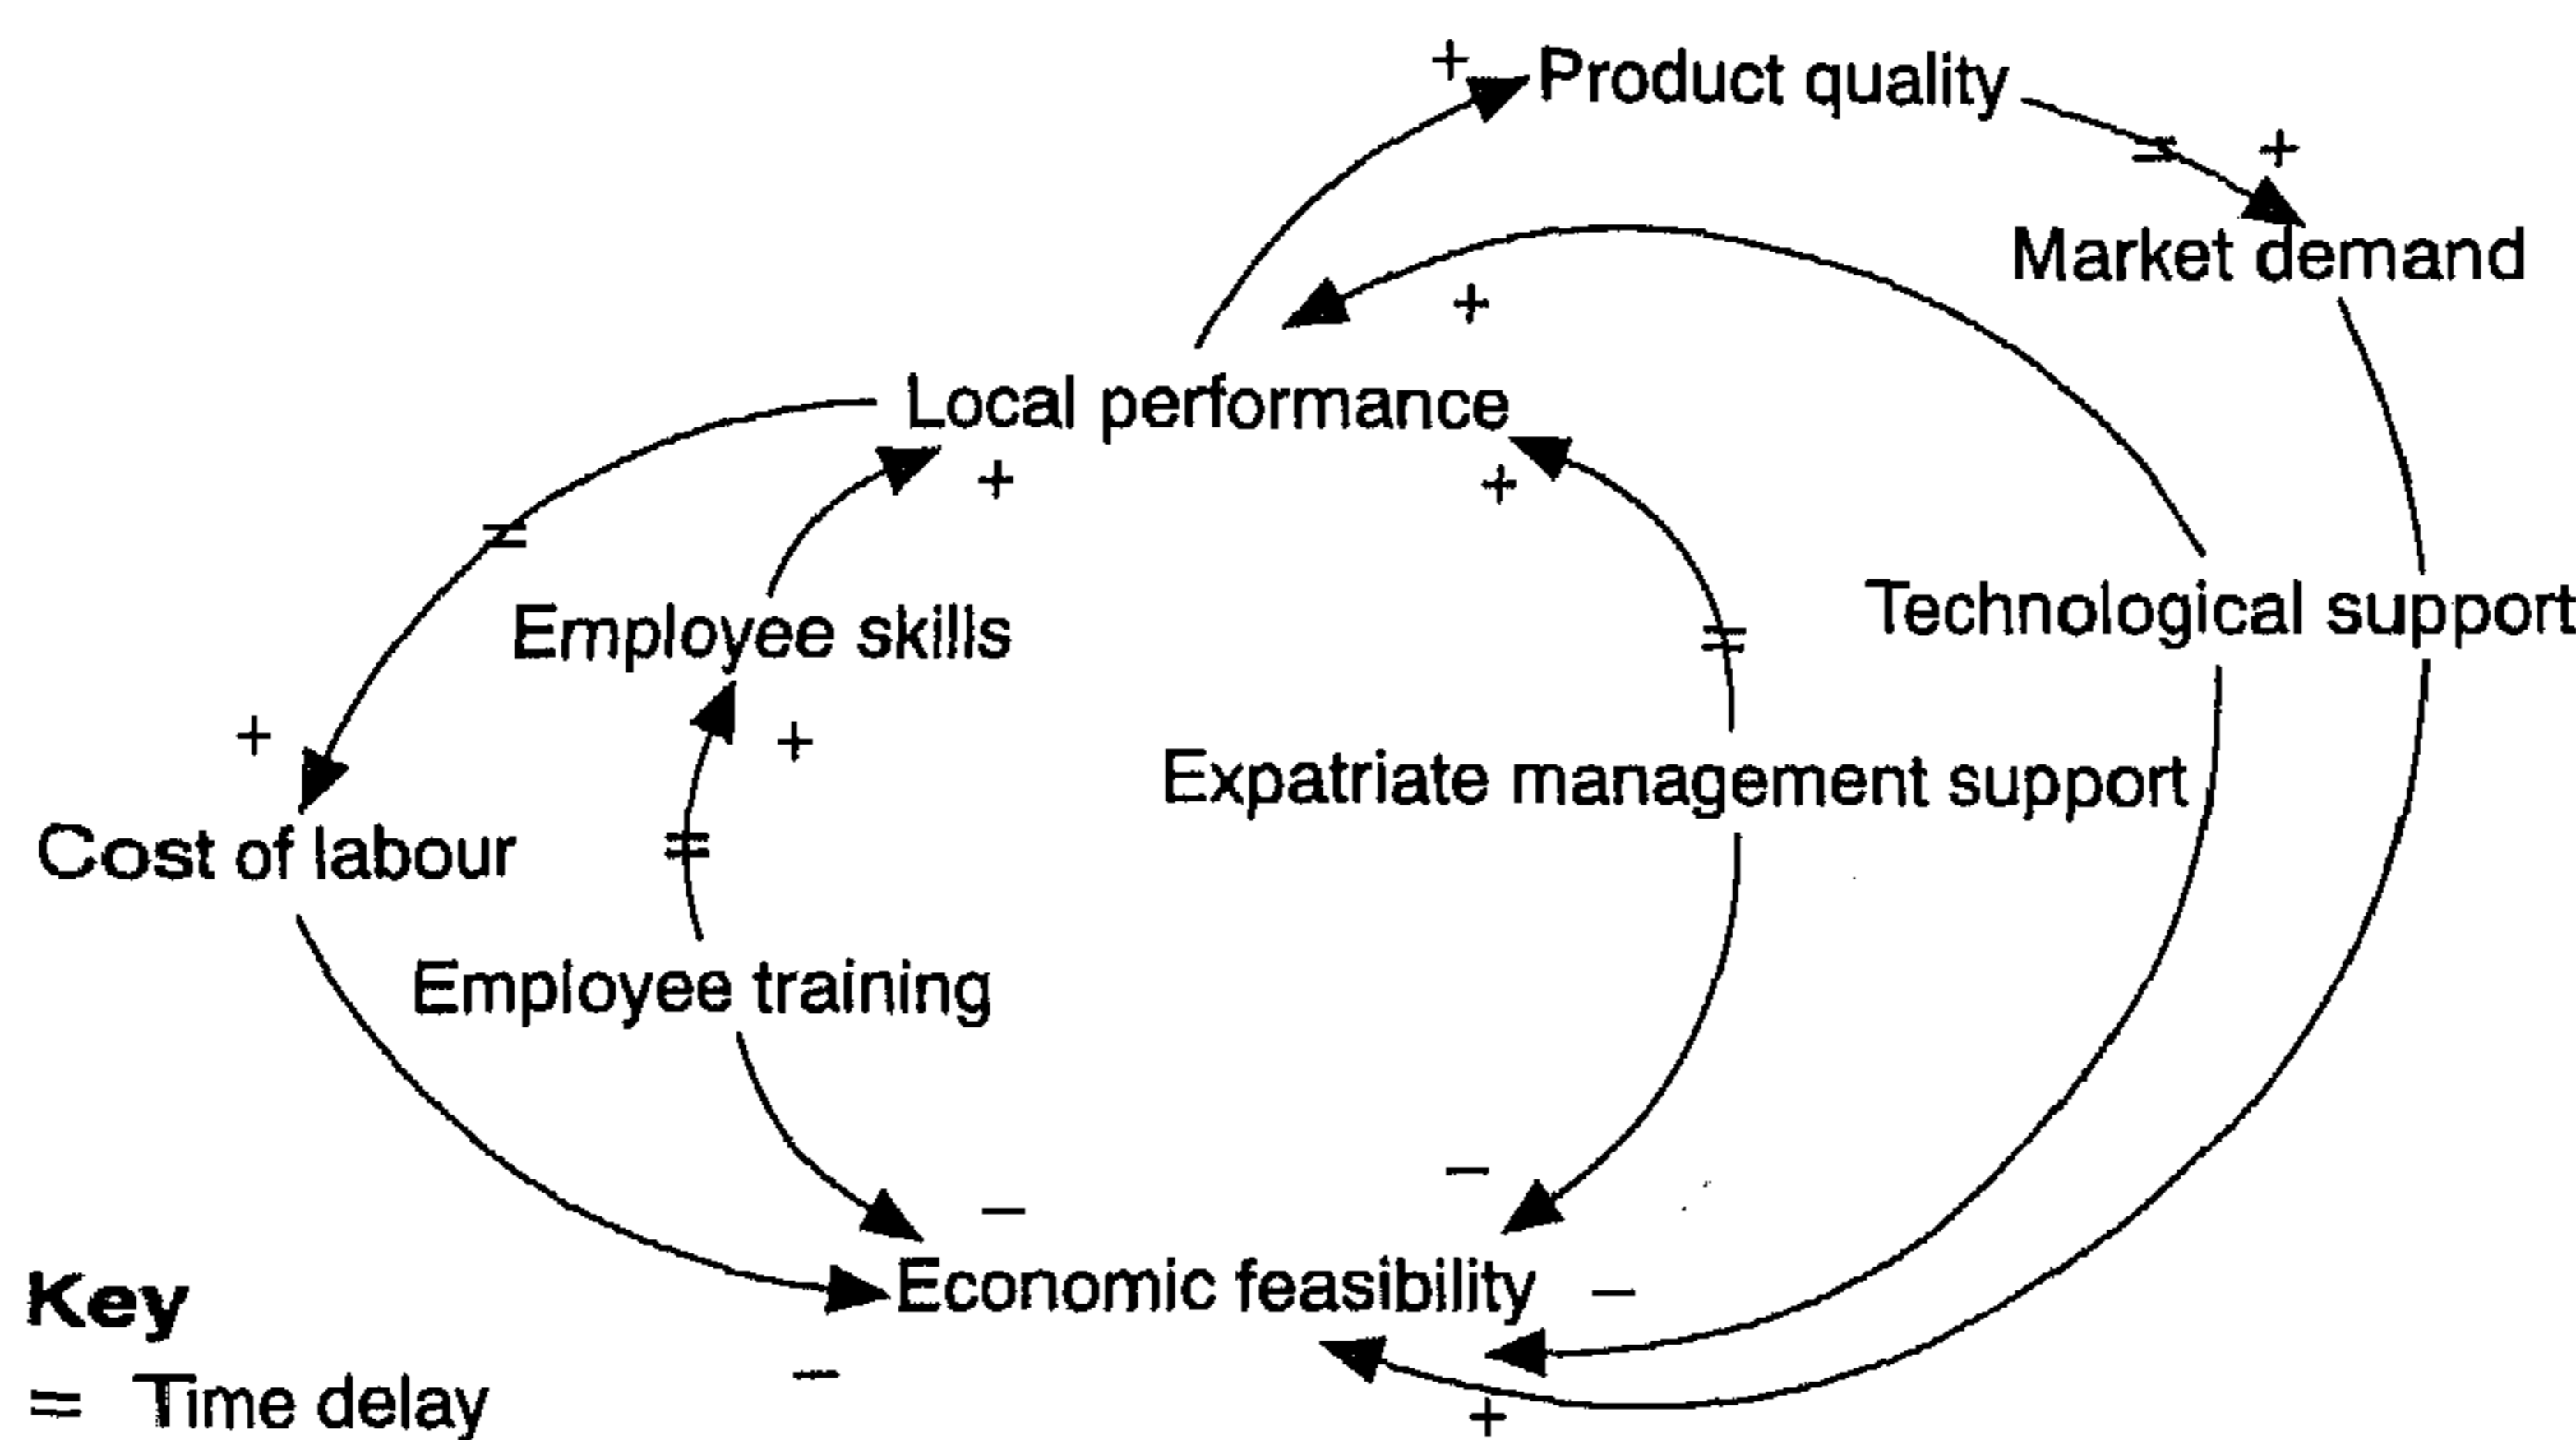 + Product quality
= +
Market demand
+
Local performance
+ +
=
Employee skills
=
Technological support
+
+
Expatriate management support
Cost of labour
=
Employee training
–
–
Economic feasibility –
Key
–
= Time delay
+